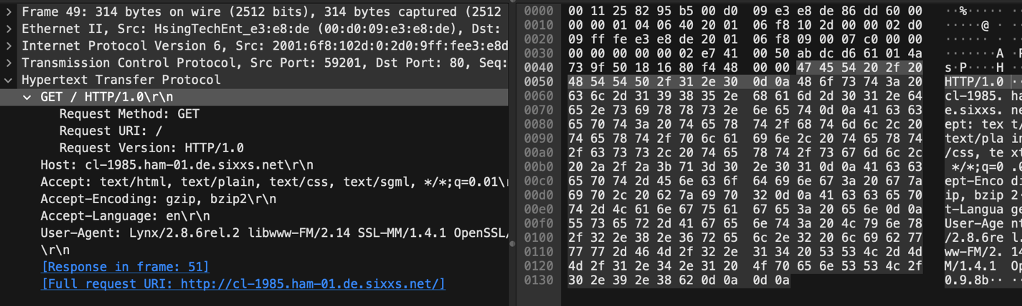 Frame 49: 314 bytes on wire (2512 bits), 314 bytes captured (2512
Ethernet II, Src: HsingTechEnt_e3:e8:de (00:d0:09:e3:e8:de), Dst:
Internet Protocol Version 6, Src: 2001:6f8:102d:0:2d0:9ff:fee3:e8d
Transmission Control Protocol, Src Port: 59201, Dst Port: 80, Seq:
Hypertext Transfer Protocol
GET / HTTP/1.0\r\n
Request Method: GET
Request URI: /
Request Version: HTTP/1.0
Host: cl-1985.ham-01.de.sixxs.net\r\n
Accept: text/html, text/plain, text/css, text/sgml, */*;q=0.01\r\n
Accept-Encoding: gzip, bzip2\r\n
Accept-Language: en\r\n
User-Agent: Lynx/2.8.6rel.2 libwww-FM/2.14 SSL-MM/1.4.1 OpenSSL/
\r\n
[Response in frame: 51]
[Full request URI: http://cl-1985.ham-01.de.sixxs.net/]
0000 00 11 25 82 95 b5 00 d0 09 e3 e8 de 86 dd 60 00 ··%·····
0010 00 00 01 04 06 40 20 01 06 f8 10 2d 00 00 02 d0 ·····@ ·
0020 09 ff fe e3 e8 de 20 01 06 f8 09 00 07 c0 00 00 ······ ·
0030 00 00 00 00 00 02 e7 41 00 50 ab dc d6 61 01 4a ·······A
0040 73 9f 50 18 16 80 f4 48 00 00 47 45 54 20 2f 20 s·P····H
0050 48 54 54 50 2f 31 2e 30 0d 0a 48 6f 73 74 3a 20 HTTP/1.0
0060 63 6c 2d 31 39 38 35 2e 68 61 6d 2d 30 31 2e 64 cl-1985. ha
0070 65 2e 73 69 78 78 73 2e 6e 65 74 0d 0a 41 63 63 e.sixxs. ne
0080 65 70 74 3a 20 74 65 78 74 2f 68 74 6d 6c 2c 20 ept: tex t/
0090 74 65 78 74 2f 70 6c 61 69 6e 2c 20 74 65 78 74 text/pla in
00a0 2f 63 73 73 2c 20 74 65 78 74 2f 73 67 6d 6c 2c /css, te xt
00b0 20 2a 2f 2a 3b 71 3d 30 2e 30 31 0d 0a 41 63 63 */*;q=0 .0
00c0 65 70 74 2d 45 6e 63 6f 64 69 6e 67 3a 20 67 7a ept-Enco di
00d0 69 70 2c 20 62 7a 69 70 32 0d 0a 41 63 63 65 70 ip, bzip 2·
00e0 74 2d 4c 61 6e 67 75 61 67 65 3a 20 65 6e 0d 0a t-Langua ge
00f0 55 73 65 72 2d 41 67 65 6e 74 3a 20 4c 79 6e 78 User-Age nt
0100 2f 32 2e 38 2e 36 72 65 6c 2e 32 20 6c 69 62 77 /2.8.6re l.
0110 77 77 2d 46 4d 2f 32 2e 31 34 20 53 53 4c 2d 4d ww-FM/2. 14
0120 4d 2f 31 2e 34 2e 31 20 4f 70 65 6e 53 53 4c 2f M/1.4.1 Op
0130 30 2e 39 2e 38 62 0d 0a 0d 0a 0.9.8b··